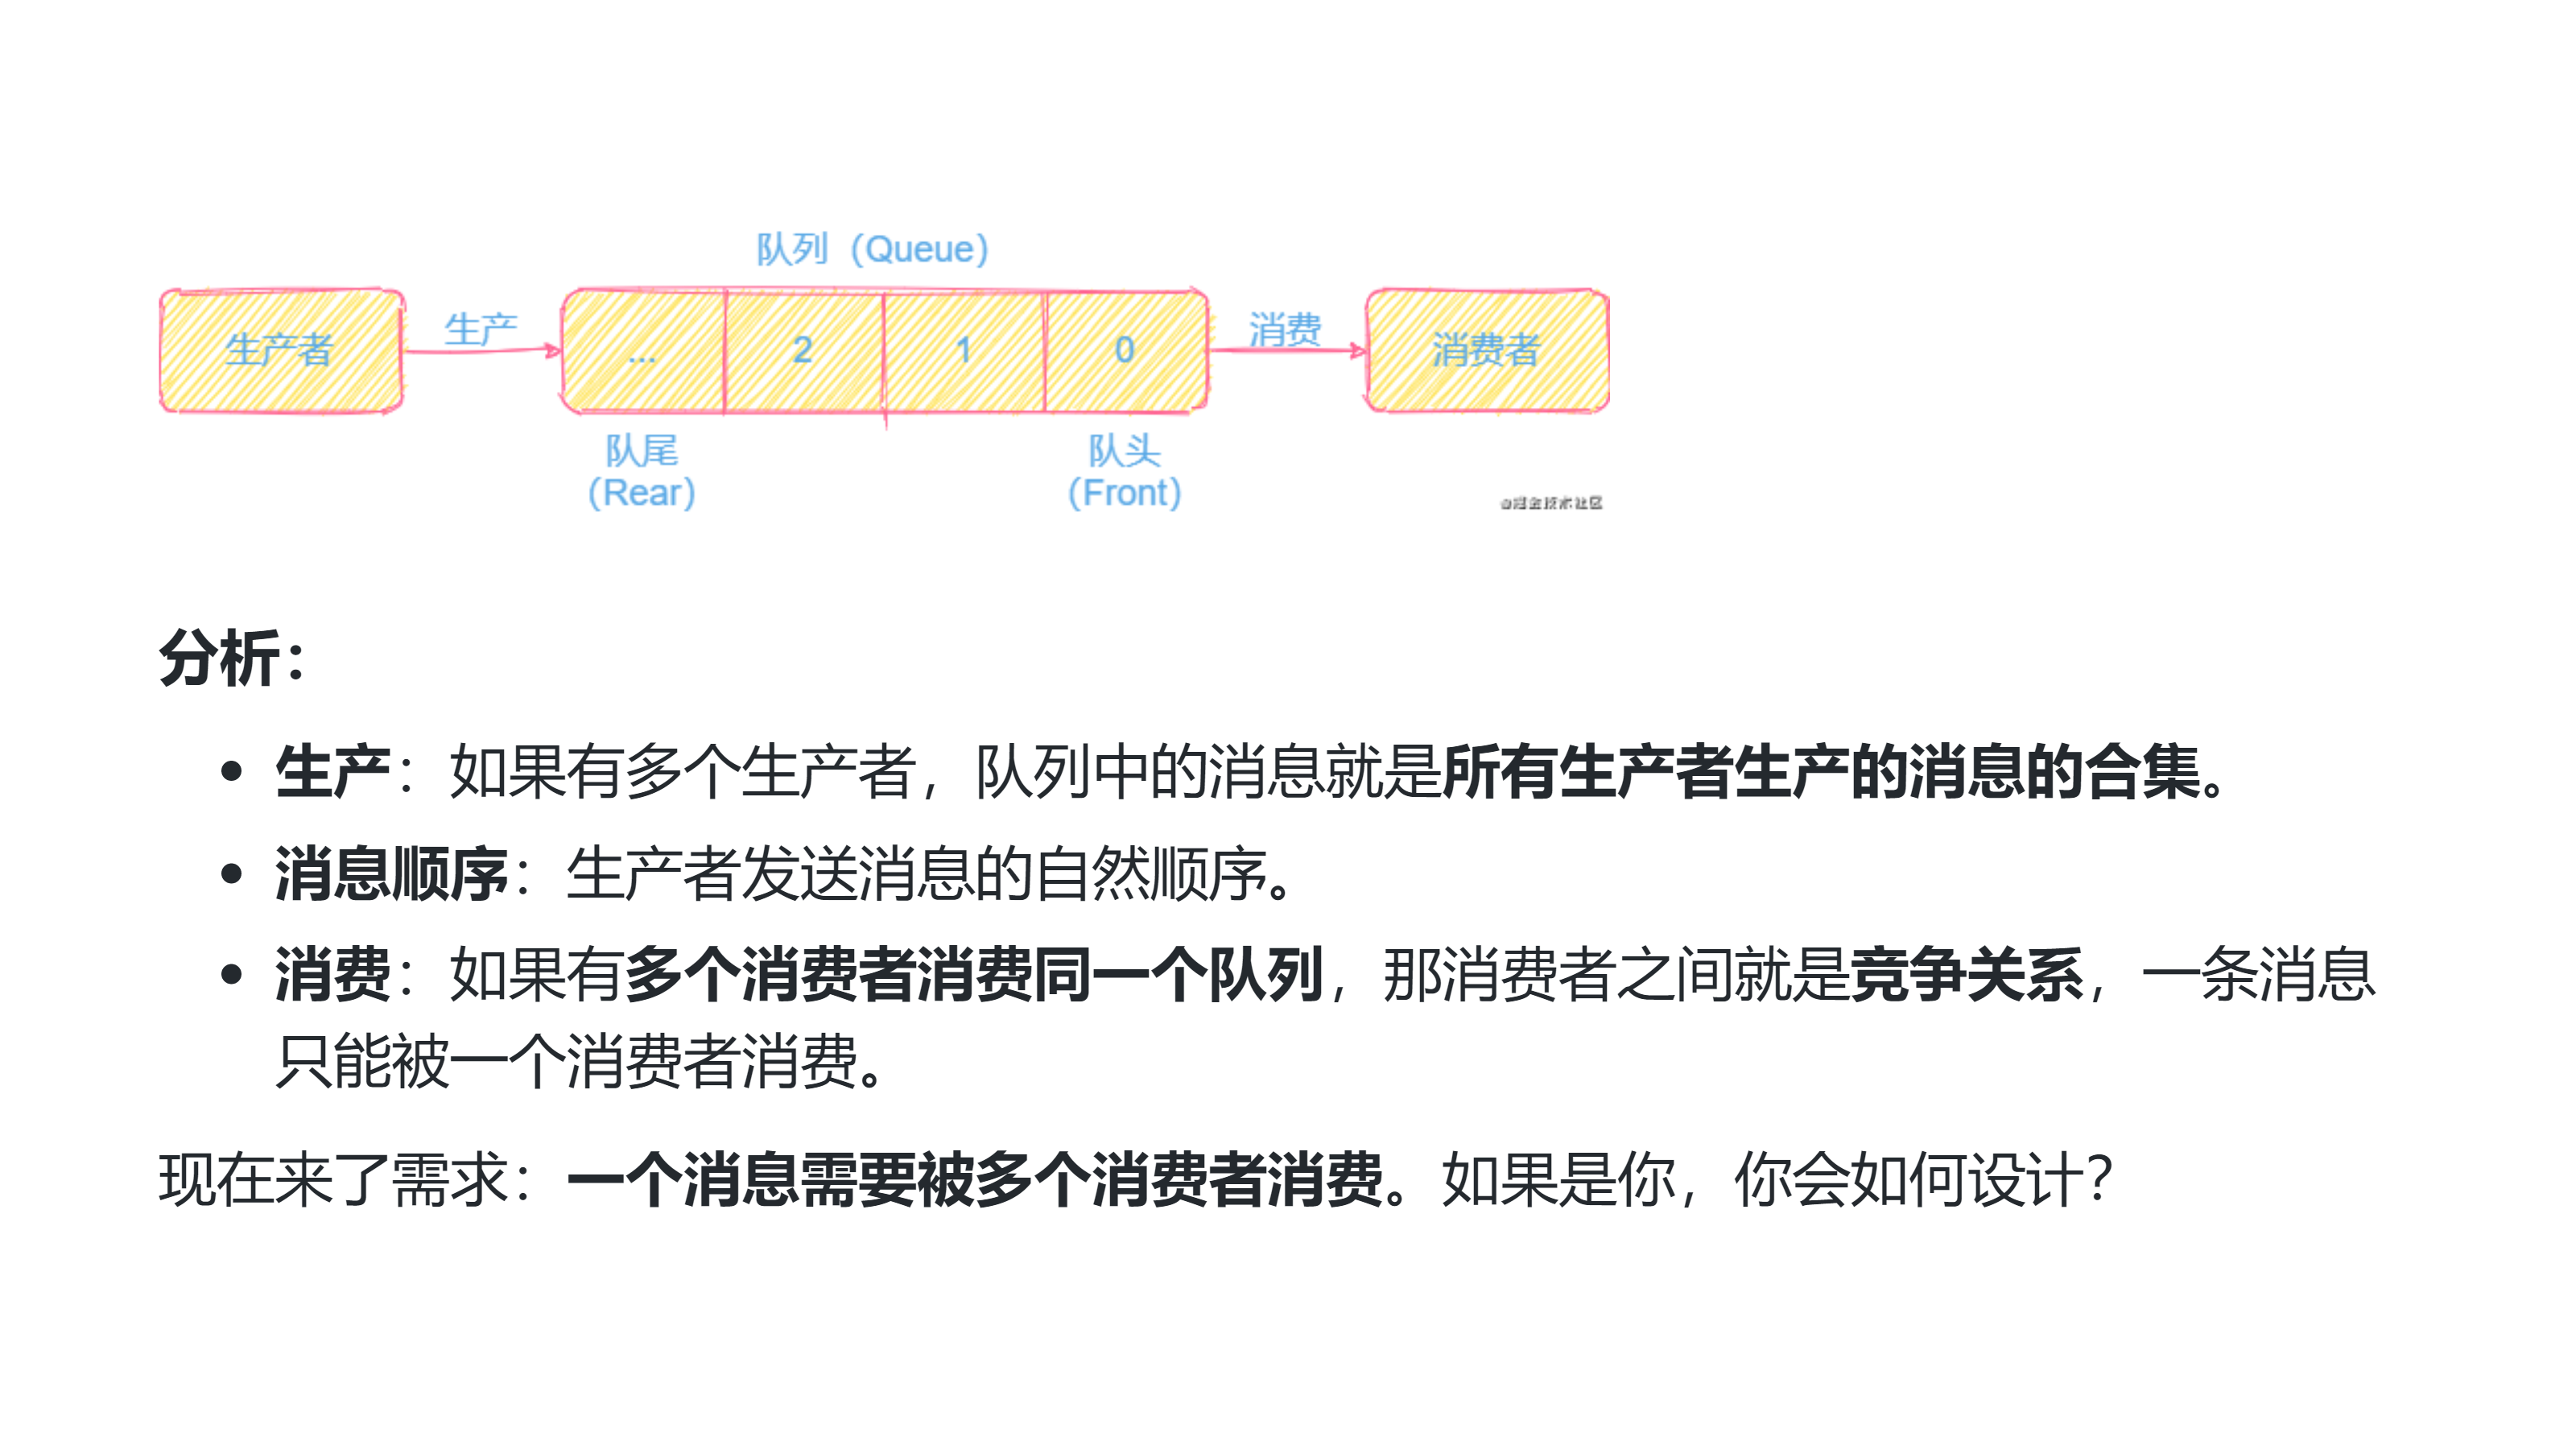 队列（Queue）
生产者
生产
...
2
1
0
消费
消费者
队尾
（Rear）
队头
（Front）
@掘金技术社区
分析：
• 生产：如果有多个生产者，队列中的消息就是所有生产者生产的消息的合集。
• 消息顺序：生产者发送消息的自然顺序。
• 消费：如果有多个消费者消费同一个队列，那消费者之间就是竞争关系，一条消息
只能被一个消费者消费。
现在来了需求：一个消息需要被多个消费者消费。如果是你，你会如何设计？